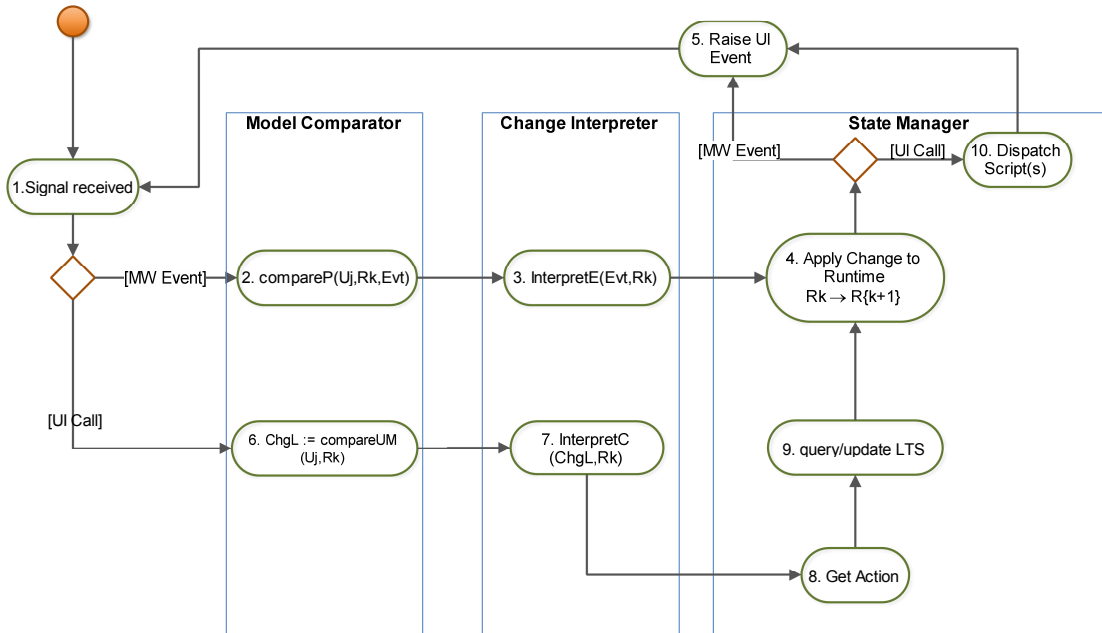 5. Raise UI
Event
Model Comparator
Change Interpreter
State Manager
[MW Event]
[UI Call]
10. Dispatch
Script(s)
1.Signal received
[MW Event]
2. compareP(Uj,Rk,Evt)
3. InterpretE(Evt,Rk)
4. Apply Change to
Runtime
Rk → R{k+1}
[UI Call]
6. ChgL := compareUM
(Uj,Rk)
7. InterpretC
(ChgL,Rk)
9. query/update LTS
8. Get Action